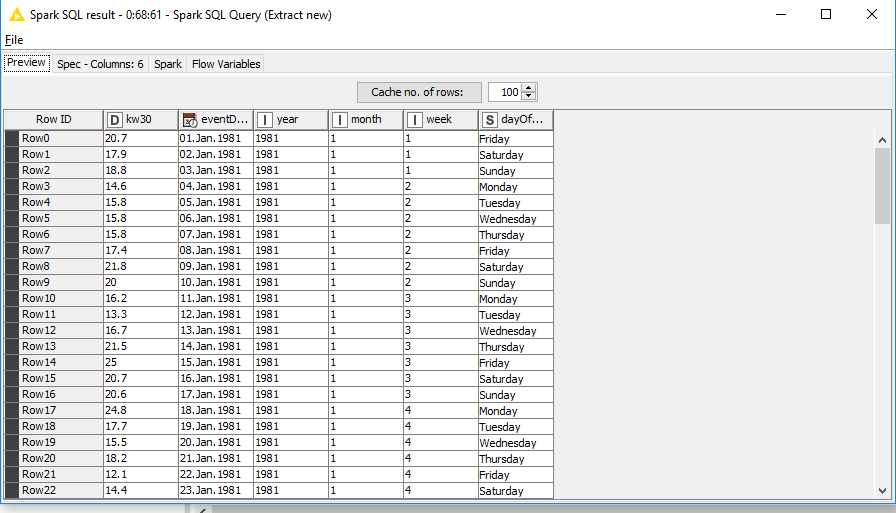 Spark SQL result - 0:68:61 - Spark SQL Query (Extract new)
File
Preview Spec - Columns: 6 Spark Flow Variables
Cache no. of rows: 100
Row ID D kw30 eventD... I year I month I week S dayOf...
Row0 20.7 01.Jan.1981 1981 1 1 Friday
Row1 17.9 02.Jan.1981 1981 1 1 Saturday
Row2 18.8 03.Jan.1981 1981 1 1 Sunday
Row3 14.6 04.Jan.1981 1981 1 2 Monday
Row4 15.8 05.Jan.1981 1981 1 2 Tuesday
Row5 15.8 06.Jan.1981 1981 1 2 Wednesday
Row6 15.8 07.Jan.1981 1981 1 2 Thursday
Row7 17.4 08.Jan.1981 1981 1 2 Friday
Row8 21.8 09.Jan.1981 1981 1 2 Saturday
Row9 20 10.Jan.1981 1981 1 2 Sunday
Row10 16.2 11.Jan.1981 1981 1 3 Monday
Row11 13.3 12.Jan.1981 1981 1 3 Tuesday
Row12 16.7 13.Jan.1981 1981 1 3 Wednesday
Row13 21.5 14.Jan.1981 1981 1 3 Thursday
Row14 25 15.Jan.1981 1981 1 3 Friday
Row15 20.7 16.Jan.1981 1981 1 3 Saturday
Row16 20.6 17.Jan.1981 1981 1 3 Sunday
Row17 24.8 18.Jan.1981 1981 1 4 Monday
Row18 17.7 19.Jan.1981 1981 1 4 Tuesday
Row19 15.5 20.Jan.1981 1981 1 4 Wednesday
Row20 18.2 21.Jan.1981 1981 1 4 Thursday
Row21 12.1 22.Jan.1981 1981 1 4 Friday
Row22 14.4 23.Jan.1981 1981 1 4 Saturday